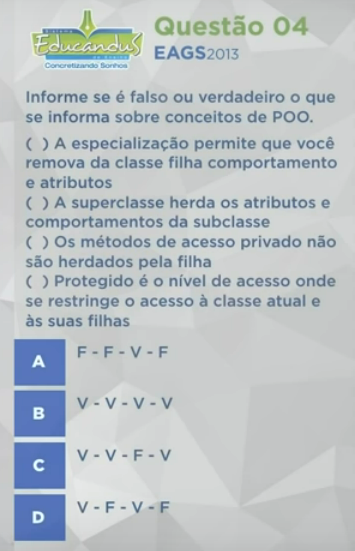 Sistema
Educandus
de Ensino
Concretizando Sonhos
Questão 04
EAGS2013
Informe se é falso ou verdadeiro o que
se informa sobre conceitos de POO.
( ) A especialização permite que você
remova da classe filha comportamento
e atributos
( ) A superclasse herda os atributos e
comportamentos da subclasse
( ) Os métodos de acesso privado não
são herdados pela filha
( ) Protegido é o nível de acesso onde
se restringe o acesso à classe atual e
às suas filhas
A F - F - V - F
B V - V - V - V
C V - V - F - V
D V - F - V - F